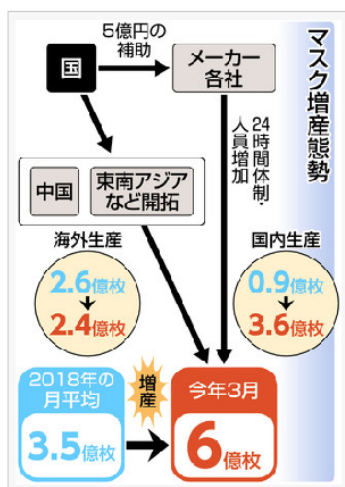 マスク増産態勢
5億円の
補助
国
メーカー
各社
24時間体制・
人員増加
中国
東南アジア
など開拓
海外生産
2.6億枚
2.4億枚
国内生産
0.9億枚
3.6億枚
2018年の
月平均
3.5億枚
増産
今年3月
6億枚